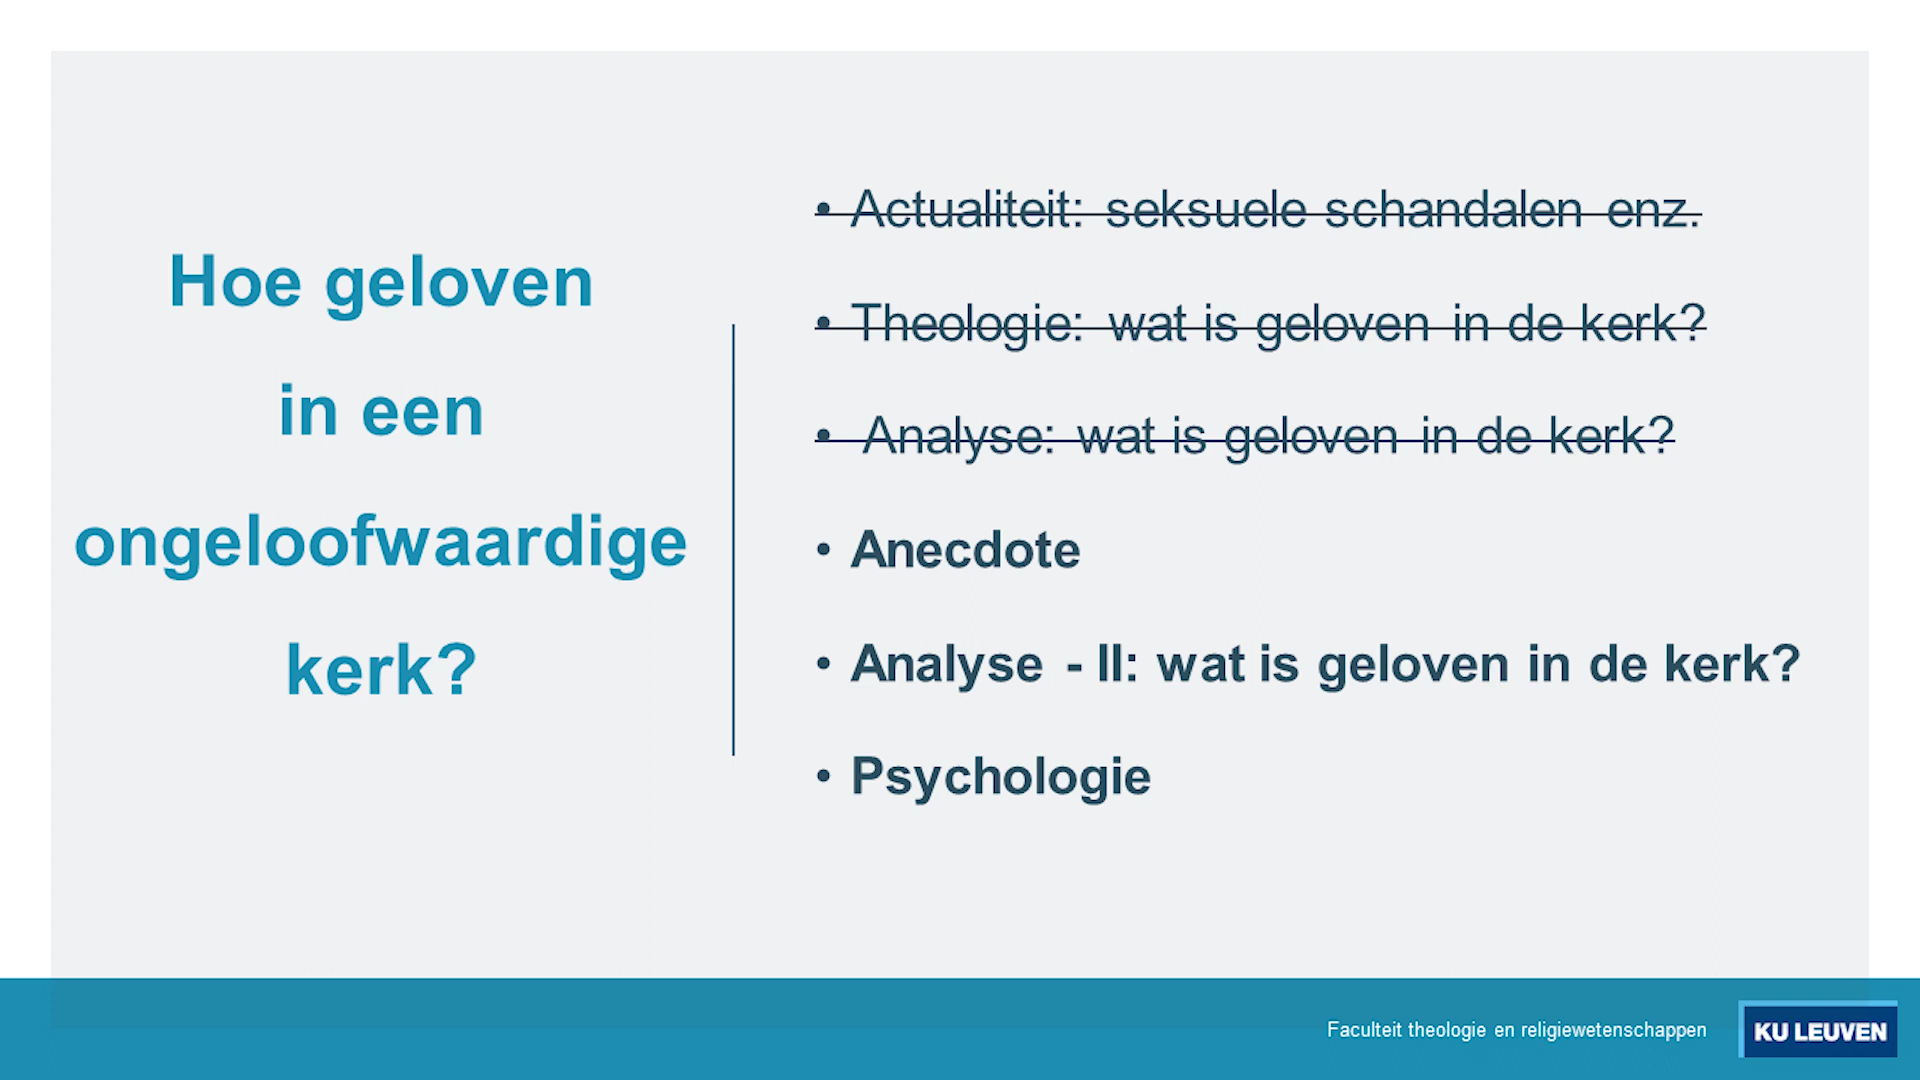 Hoe geloven
in een
ongeloofwaardige
kerk?
• Actualiteit: seksuele schandalen enz.
• Theologie: wat is geloven in de kerk?
• Analyse: wat is geloven in de kerk?
• Anecdote
• Analyse - II: wat is geloven in de kerk?
• Psychologie
Faculteit theologie en religiewetenschappen
KU LEUVEN